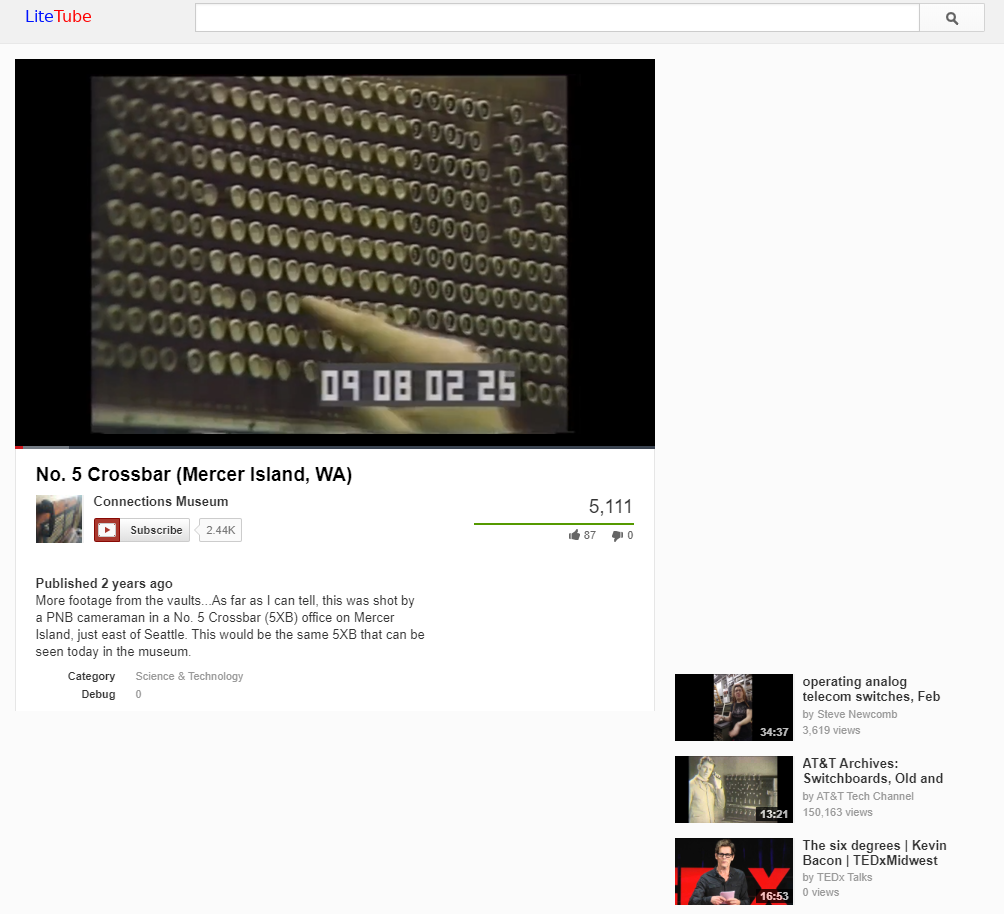 LiteTube
09 08 02 25
No. 5 Crossbar (Mercer Island, WA)
Connections Museum
Subscribe 2.44K
5,111
87 0
Published 2 years ago
More footage from the vaults...As far as I can tell, this was shot by
a PNB cameraman in a No. 5 Crossbar (5XB) office on Mercer
Island, just east of Seattle. This would be the same 5XB that can be
seen today in the museum.
Category Science & Technology
Debug 0
34:37
operating analog
telecom switches, Feb
by Steve Newcomb
3,619 views
13:21
AT&T Archives:
Switchboards, Old and
by AT&T Tech Channel
150,163 views
16:53
The six degrees | Kevin
Bacon | TEDxMidwest
by TEDx Talks
0 views